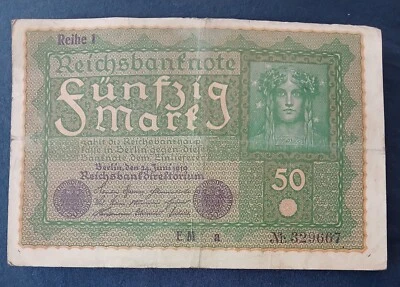 Reihe 1
Reichsbanknote
Fünfzig
Mark
zahlt die Reichsbankhaupt-
kasse in Berlin gegen diese
Banknote dem Einlieferer
Berlin, den 24. Juni 1919
Reichsbankdirektorium
50
a № 329667